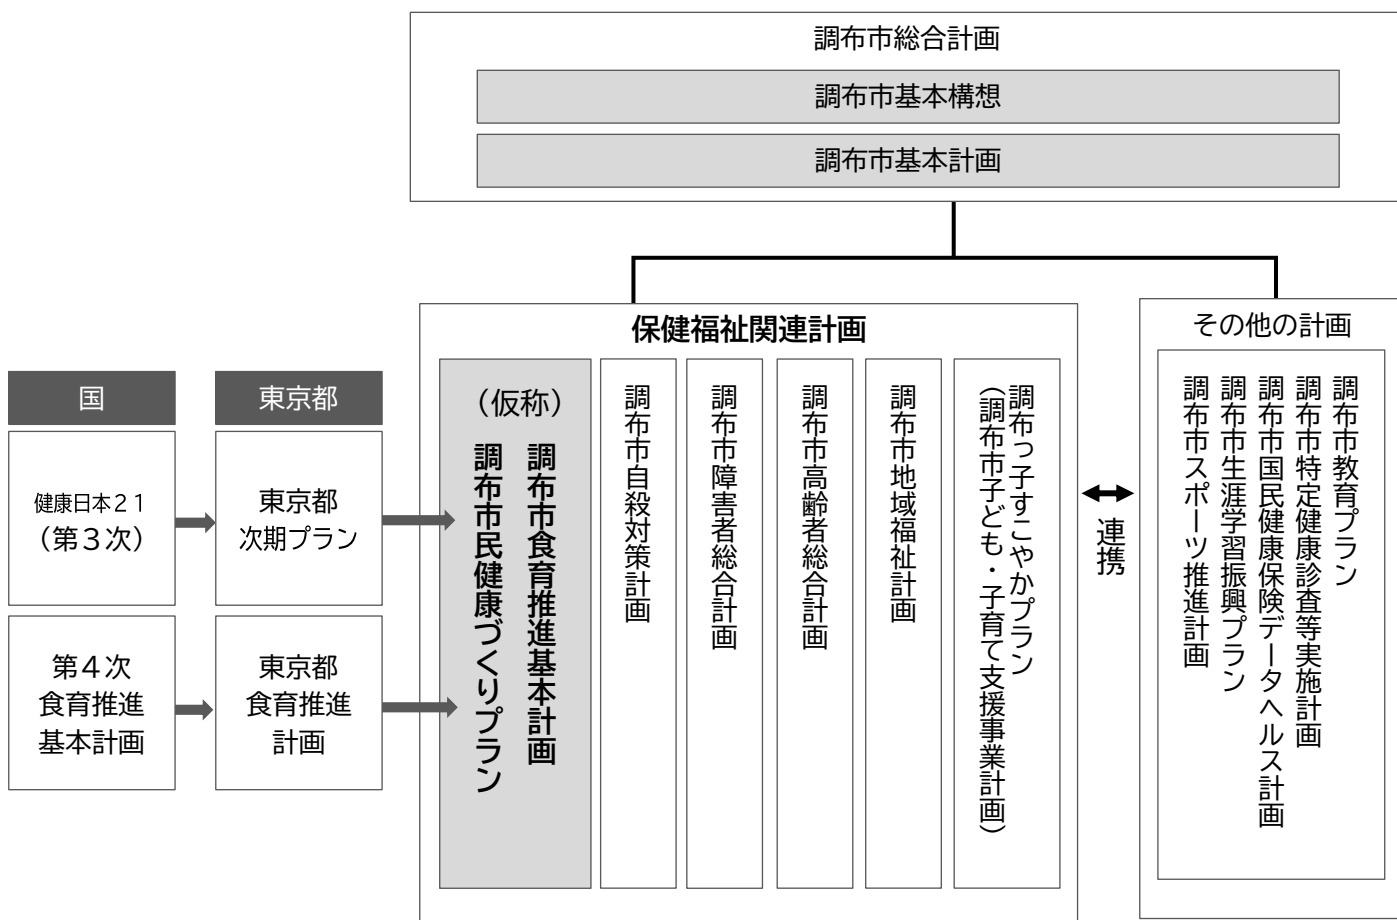 調布市総合計画
調布市基本構想
調布市基本計画
国
東京都
健康日本２１
（第３次）
東京都
次期プラン
第４次
食育推進
基本計画
東京都
食育推進
計画
保健福祉関連計画
（仮称）
調布市食育推進基本計画
調布市民健康づくりプラン
調布市自殺対策計画
調布市障害者総合計画
調布市高齢者総合計画
調布市地域福祉計画
調布っ子すこやかプラン
（調布市子ども・子育て支援事業計画）
連携
その他の計画
調布市教育プラン
調布市特定健康診査等実施計画
調布市国民健康保険データヘルス計画
調布市生涯学習振興プラン
調布市スポーツ推進計画